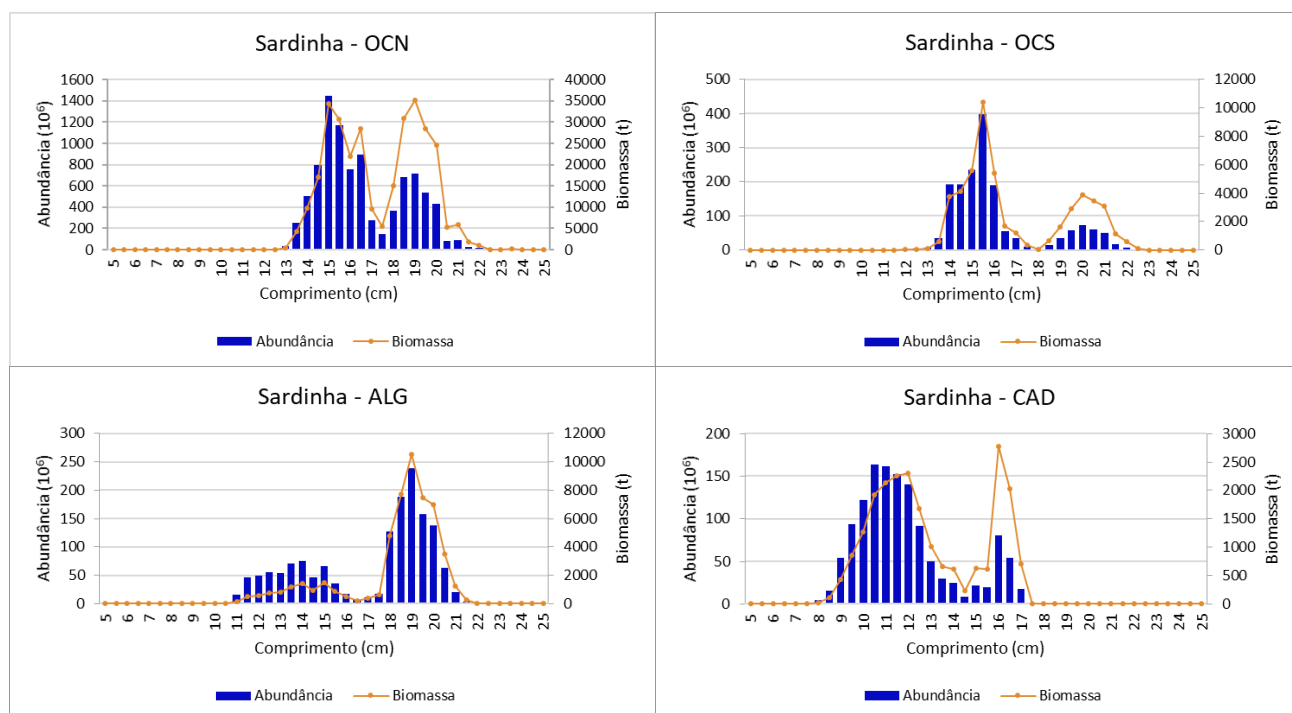 Sardinha - OCN
Abundância (10⁶)
1600
1400
1200
1000
800
600
400
200
0
40000
35000
30000
25000
20000
15000
10000
5000
0
Biomassa (t)
5 6 7 8 9 10 11 12 13 14 15 16 17 18 19 20 21 22 23 24 25
Comprimento (cm)
Abundância Biomassa
Sardinha - OCS
Abundância (10⁶)
500
400
300
200
100
0
12000
10000
8000
6000
4000
2000
0
Biomassa (t)
5 6 7 8 9 10 11 12 13 14 15 16 17 18 19 20 21 22 23 24 25
Comprimento (cm)
Abundância Biomassa
Sardinha - ALG
Abundância (10⁶)
300
250
200
150
100
50
0
12000
10000
8000
6000
4000
2000
0
Biomassa (t)
5 6 7 8 9 10 11 12 13 14 15 16 17 18 19 20 21 22 23 24 25
Comprimento (cm)
Abundância Biomassa
Sardinha - CAD
Abundância (10⁶)
200
150
100
50
0
3000
2500
2000
1500
1000
500
0
Biomassa (t)
5 6 7 8 9 10 11 12 13 14 15 16 17 18 19 20 21 22 23 24 25
Comprimento (cm)
Abundância Biomassa